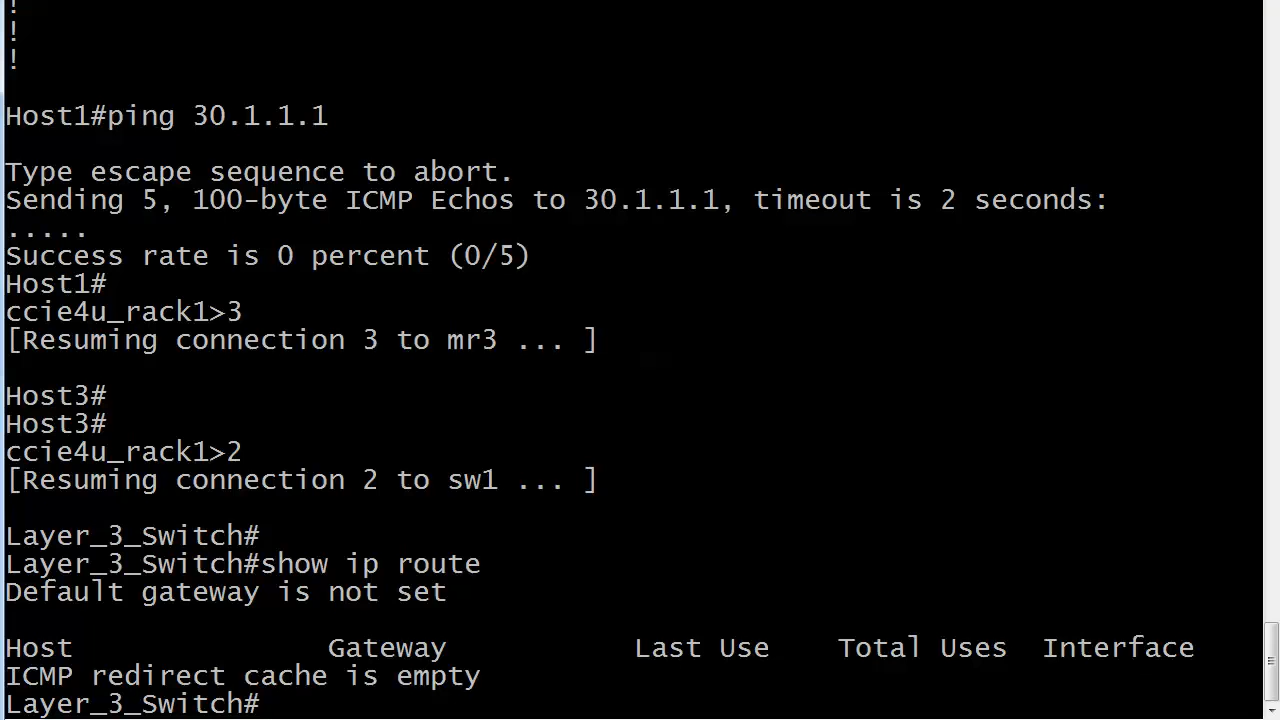 !
!
!
Host1#ping 30.1.1.1
Type escape sequence to abort.
Sending 5, 100-byte ICMP Echos to 30.1.1.1, timeout is 2 seconds:
.....
Success rate is 0 percent (0/5)
Host1#
ccie4u_rack1>3
[Resuming connection 3 to mr3 ... ]
Host3#
Host3#
ccie4u_rack1>2
[Resuming connection 2 to sw1 ... ]
Layer_3_Switch#
Layer_3_Switch#show ip route
Default gateway is not set
Host Gateway Last Use Total Uses Interface
ICMP redirect cache is empty
Layer_3_Switch#